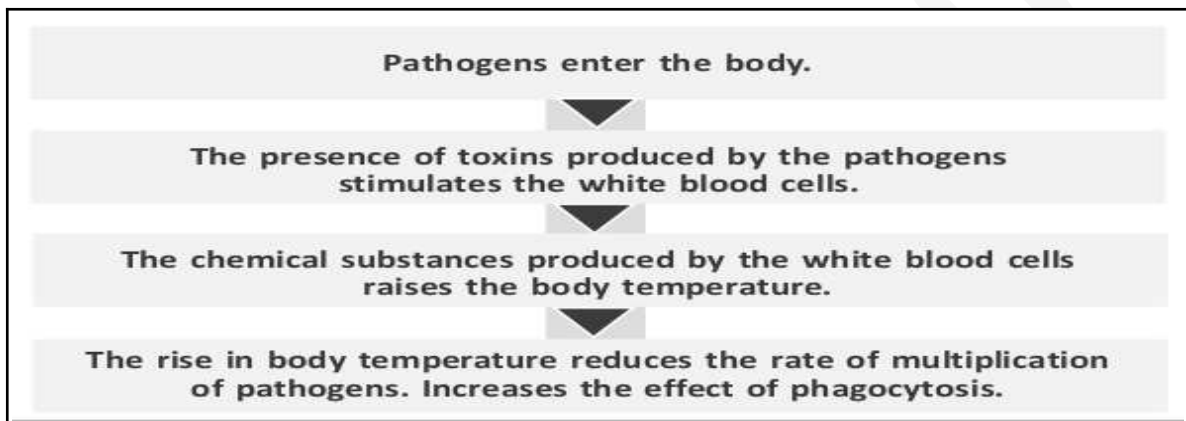 Pathogens enter the body.
The presence of toxins produced by the pathogens
stimulates the white blood cells.
The chemical substances produced by the white blood cells
raises the body temperature.
The rise in body temperature reduces the rate of multiplication
of pathogens. Increases the effect of phagocytosis.